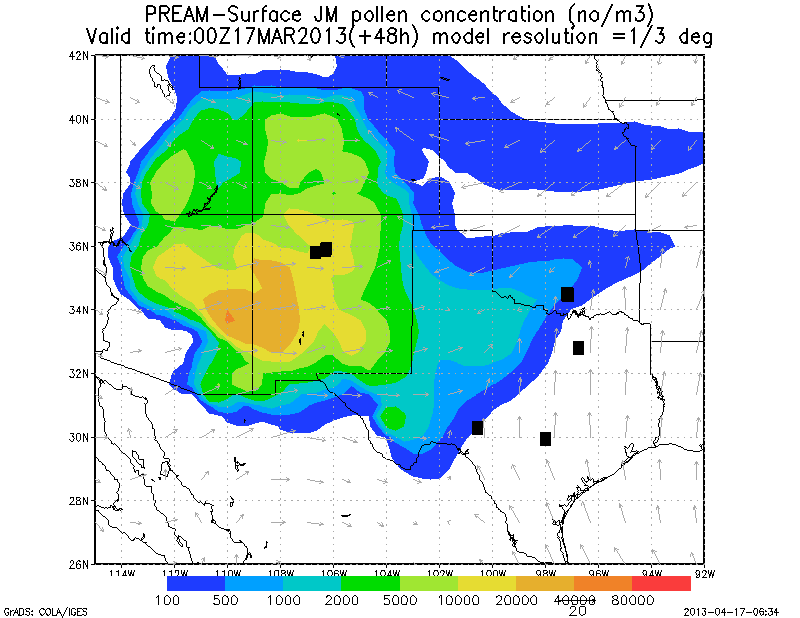 PREAM-Surface JM pollen concentration (no/m3)
Valid time:00Z17MAR2013(+48h) model resolution =1/3 deg
42N
40N
38N
36N
34N
32N
30N
28N
26N
114W 112W 110W 108W 106W 104W 102W 100W 98W 96W 94W 92W
100 500 1000 2000 5000 10000 20000 40000 80000
20
GrADS: COLA/IGES
2013-04-17-06:34